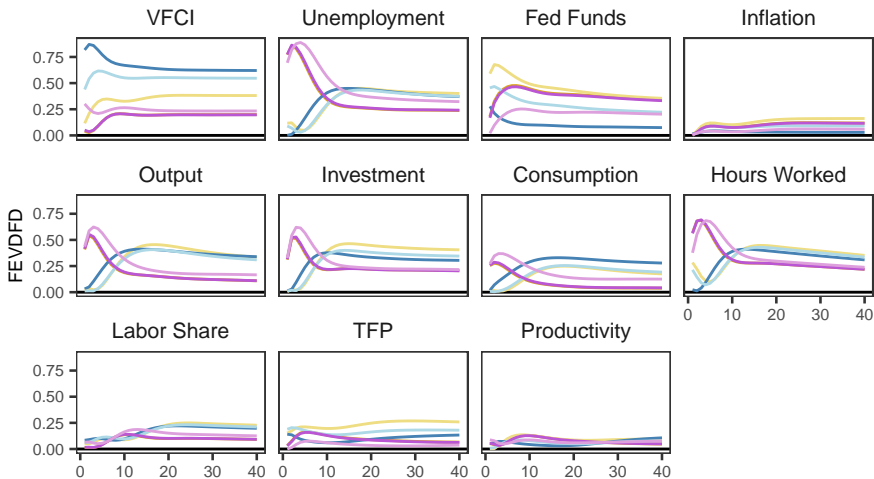 VFCI Unemployment Fed Funds Inflation
0.75
0.50
0.25
0.00
Output Investment Consumption Hours Worked
FEVDFD
0.75
0.50
0.25
0.00
0 10 20 30 40
Labor Share TFP Productivity
0.75
0.50
0.25
0.00
0 10 20 30 40 0 10 20 30 40 0 10 20 30 40